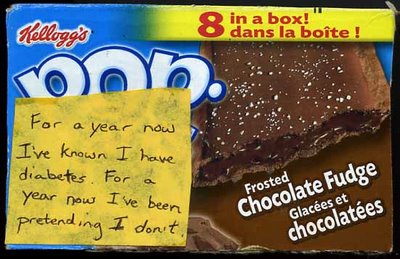 Kellogg's
8 in a box!
dans la boîte !
POP.
For a year now
I've known I have
diabetes. For a
year now I've been
pretending I don't.
Frosted
Chocolate Fudge
Glacées et
chocolatées